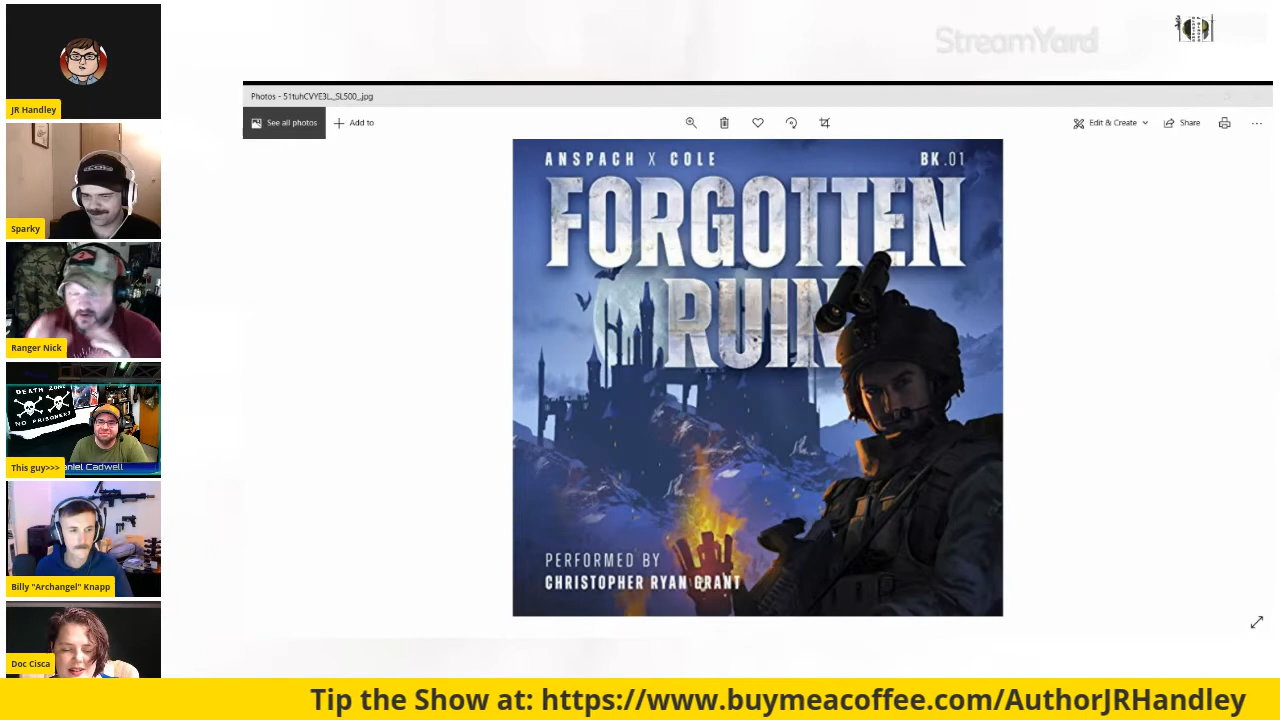 JR Handley
Sparky
Ranger Nick
DEATH ZONE
NO PRISONERS
This guy>>>
aniel Cadwell
Billy "Archangel" Knapp
Doc Cisca
StreamYard
Photos - 51tuhCVYE3L._SL500_.jpg
See all photos
Add to
Edit & Create
Share
ANSPACH X COLE
BK.01
FORGOTTEN
RUIN
PERFORMED BY
CHRISTOPHER RYAN GRANT
Tip the Show at: https://www.buymeacoffee.com/AuthorJRHandley